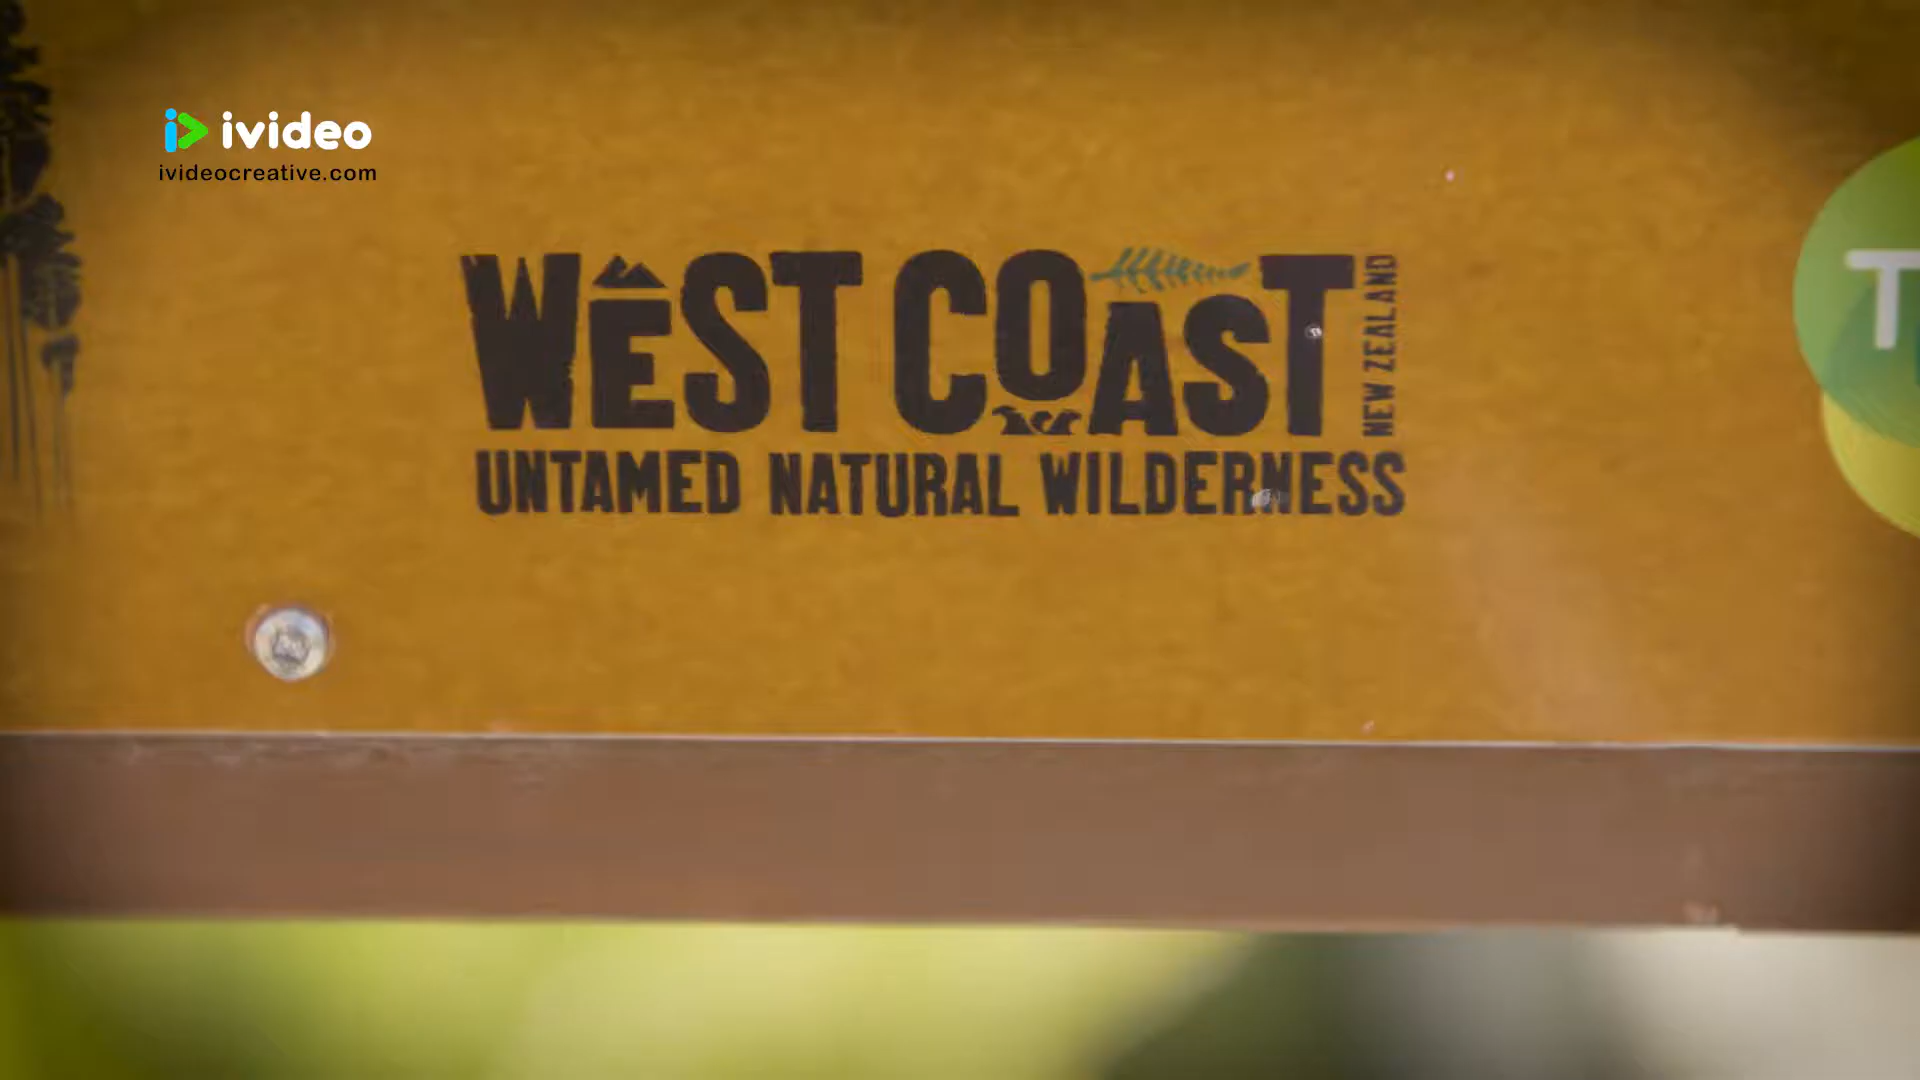 ivideo
ivideocreative.com
WEST COAST
NEW ZEALAND
UNTAMED NATURAL WILDERNESS